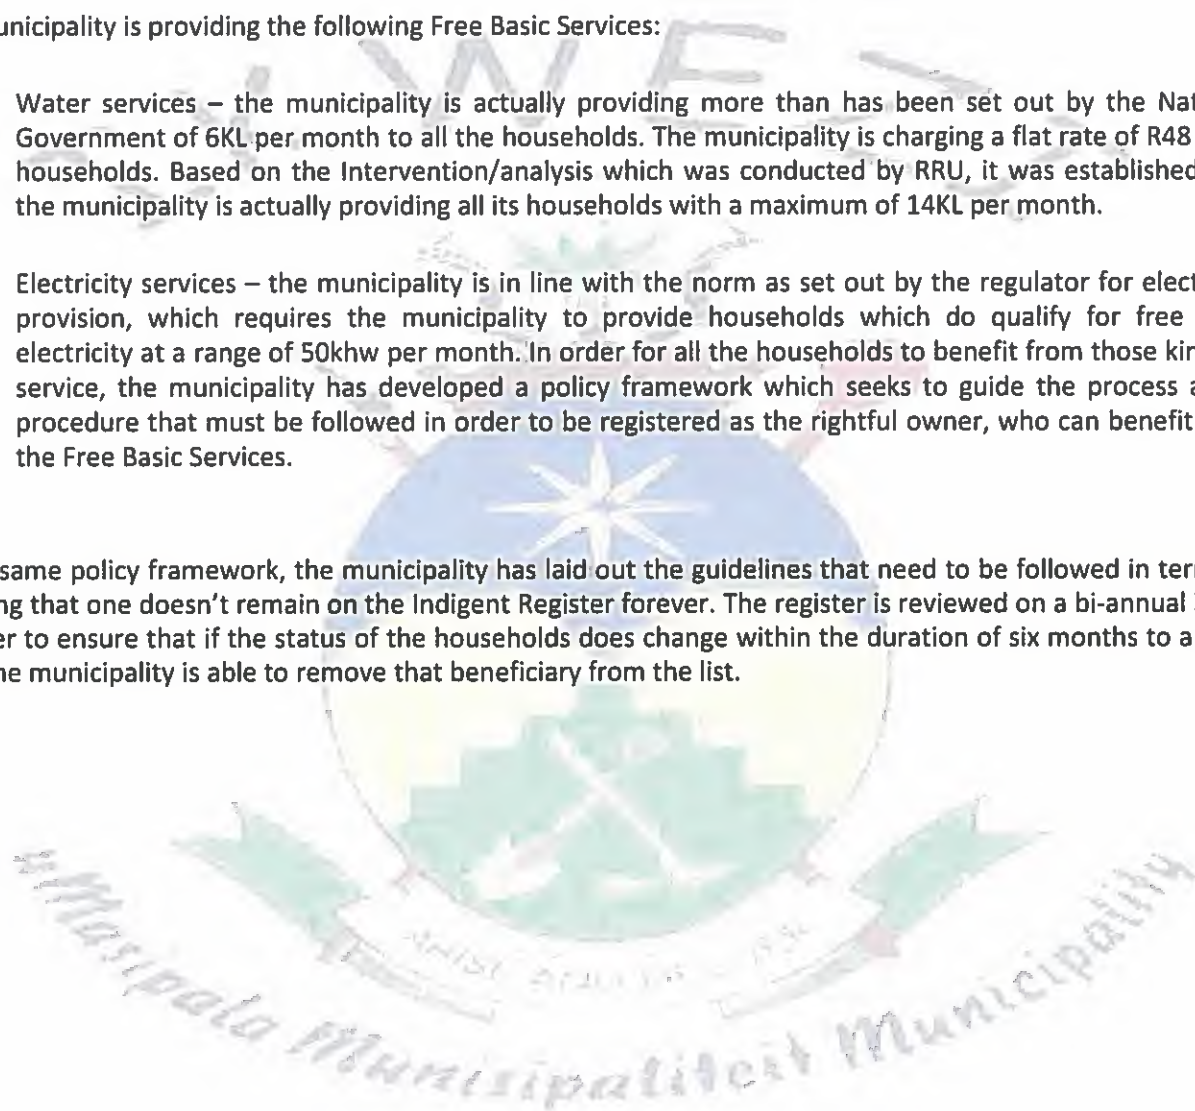 unicipality is providing the following Free Basic Services:
Water services – the municipality is actually providing more than has been set out by the Nat
Government of 6KL per month to all the households. The municipality is charging a flat rate of R48
households. Based on the Intervention/analysis which was conducted by RRU, it was established
the municipality is actually providing all its households with a maximum of 14KL per month.
Electricity services – the municipality is in line with the norm as set out by the regulator for elect
provision, which requires the municipality to provide households which do qualify for free
electricity at a range of 50khw per month. In order for all the households to benefit from those kin
service, the municipality has developed a policy framework which seeks to guide the process a
procedure that must be followed in order to be registered as the rightful owner, who can benefit
the Free Basic Services.
same policy framework, the municipality has laid out the guidelines that need to be followed in ter
ng that one doesn't remain on the Indigent Register forever. The register is reviewed on a bi-annual
er to ensure that if the status of the households does change within the duration of six months to a
ne municipality is able to remove that beneficiary from the list.
uMasipala Munisipaliteit Municipality